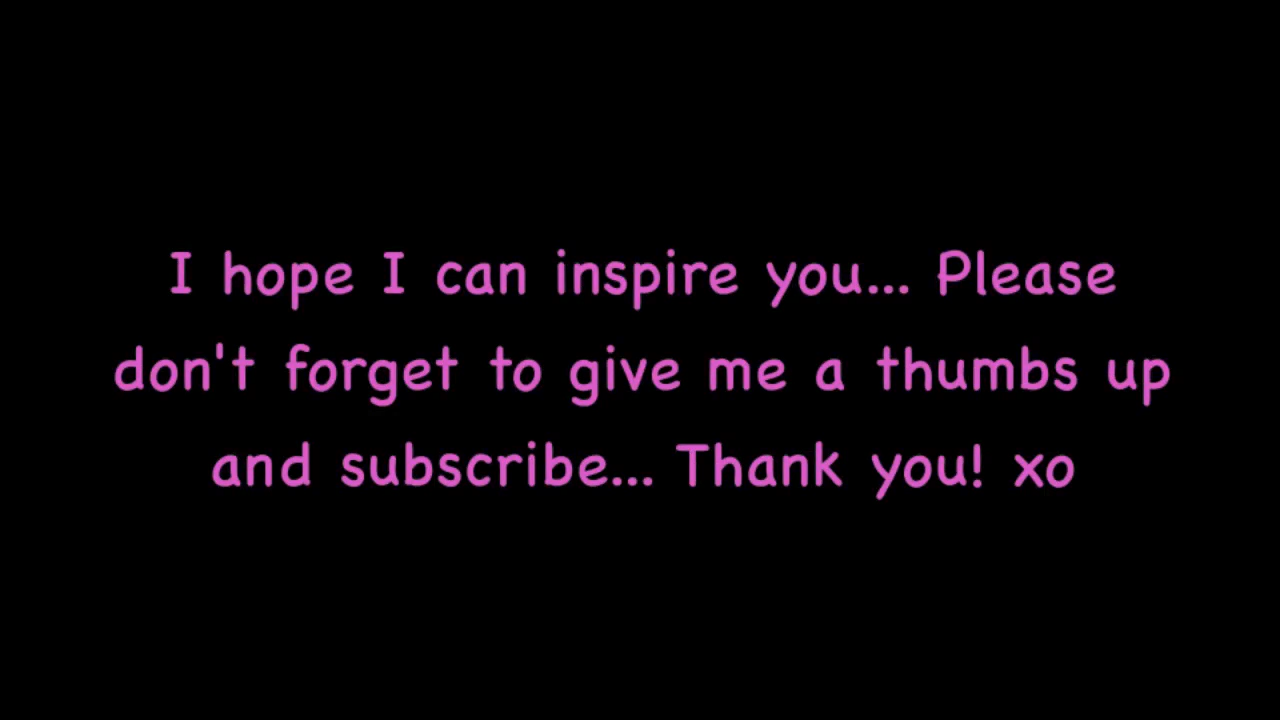 I hope I can inspire you... Please
don't forget to give me a thumbs up
and subscribe... Thank you! xo